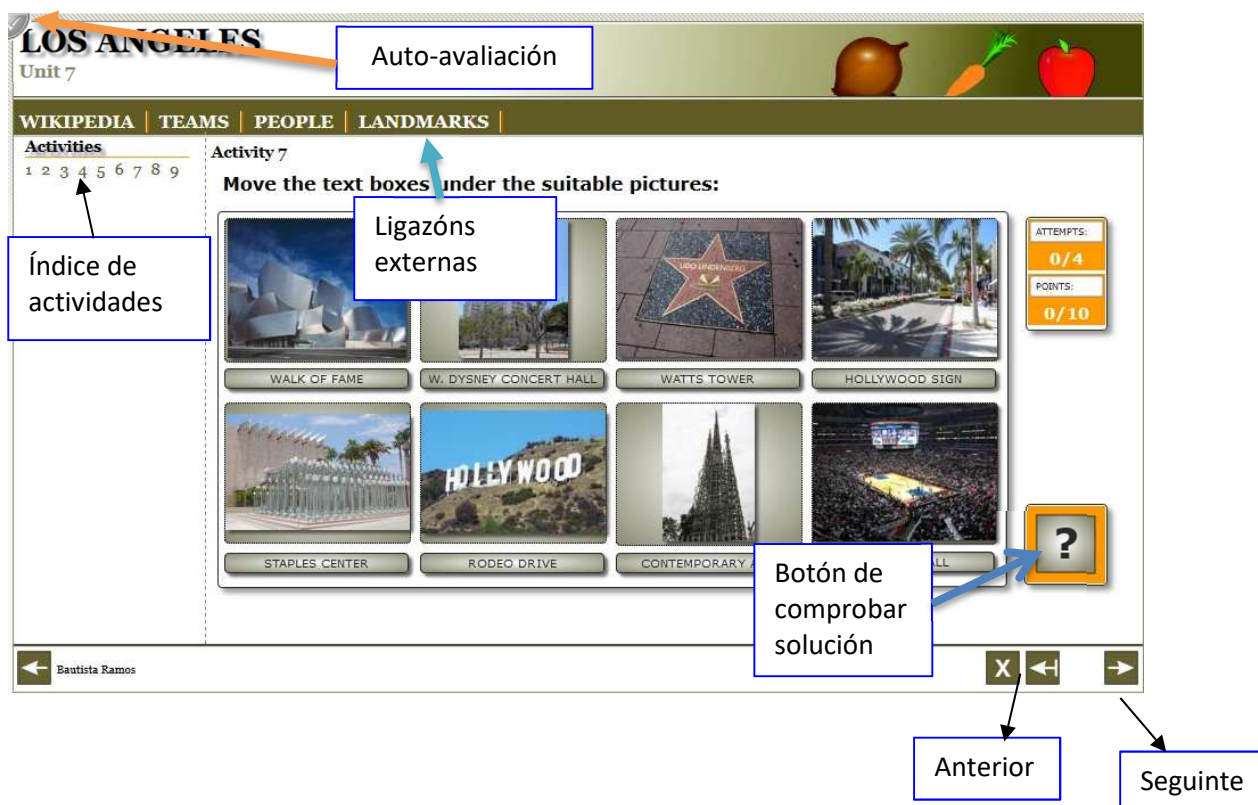 LOS ANGELES
Unit 7
Auto-avaliación
WIKIPEDIA | TEAMS | PEOPLE | LANDMARKS |
Activities
1 2 3 4 5 6 7 8 9
Índice de
actividades
Activity 7
Move the text boxes under the suitable pictures:
Ligazóns
externas
UDO LINDENBERG
WALK OF FAME
W. DYSNEY CONCERT HALL
WATTS TOWER
HOLLYWOOD SIGN
HOLLYWOOD
STAPLES CENTER
RODEO DRIVE
CONTEMPORARY
ATTEMPTS:
0/4
POINTS:
0/10
?
Botón de
comprobar
solución
Bautista Ramos
X
Anterior
Seguinte